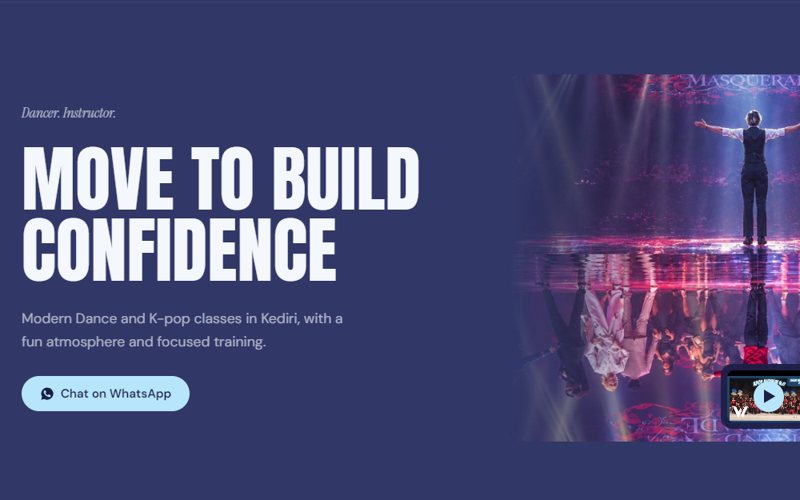 Dancer. Instructor.
MOVE TO BUILD
CONFIDENCE
Modern Dance and K-pop classes in Kediri, with a
fun atmosphere and focused training.
Chat on WhatsApp
MASQUERA